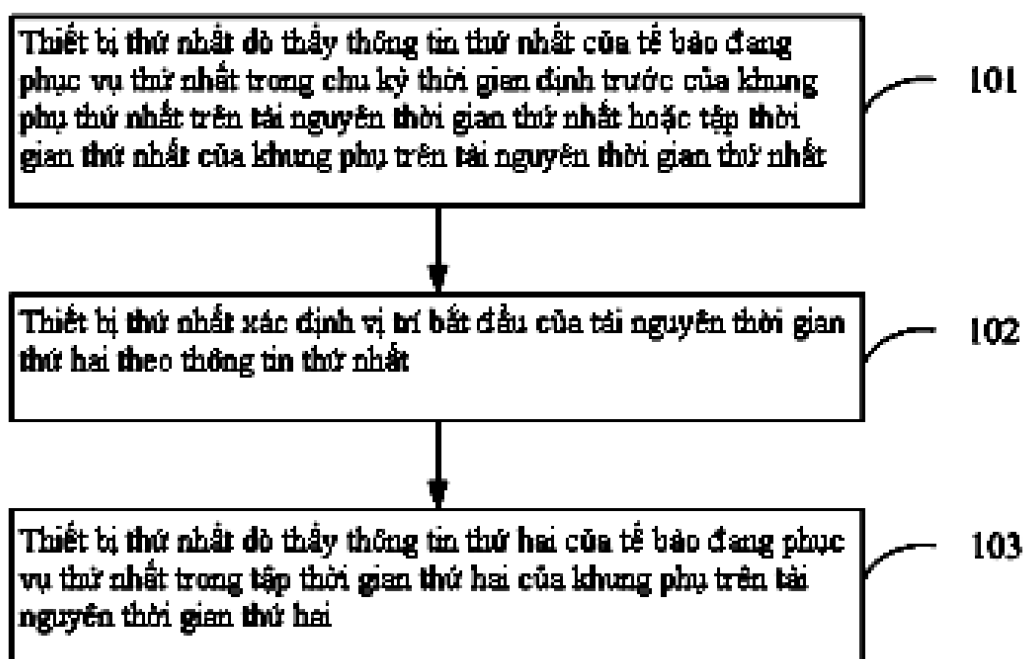 Thiết bị thứ nhất dò thấy thông tin thứ nhất của tế bào đang
phục vụ thứ nhất trong chu kỳ thời gian định trước của khung
phụ thứ nhất trên tài nguyên thời gian thứ nhất hoặc tập thời
gian thứ nhất của khung phụ trên tài nguyên thời gian thứ nhất
101
Thiết bị thứ nhất xác định vị trí bắt đầu của tài nguyên thời gian
thứ hai theo thông tin thứ nhất
102
Thiết bị thứ nhất dò thấy thông tin thứ hai của tế bào đang phục
vụ thứ nhất trong tập thời gian thứ hai của khung phụ trên tài
nguyên thời gian thứ hai
103